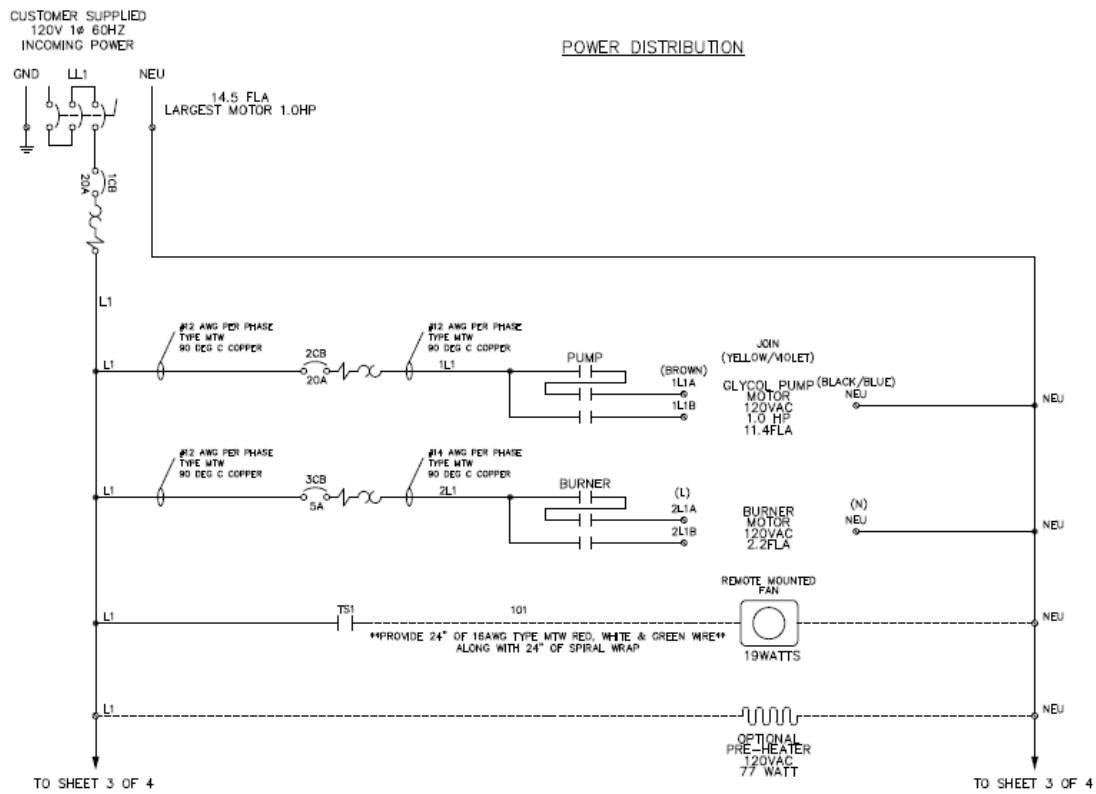 CUSTOMER SUPPLIED
120V 1Ø 60HZ
INCOMING POWER
POWER DISTRIBUTION
GND
LL1
NEU
14.5 FLA
LARGEST MOTOR 1.0HP
1CB
20A
L1
#12 AWG PER PHASE
TYPE MTW
90 DEG C COPPER
#12 AWG PER PHASE
TYPE MTW
90 DEG C COPPER
L1
2CB
20A
1L1
PUMP
(BROWN)
1L1A
1L1B
JOIN
(YELLOW/VIOLET)
GLYCOL PUMP
MOTOR
120VAC
1.0 HP
11.4FLA
(BLACK/BLUE)
NEU
NEU
#12 AWG PER PHASE
TYPE MTW
90 DEG C COPPER
#14 AWG PER PHASE
TYPE MTW
90 DEG C COPPER
L1
3CB
5A
2L1
BURNER
(L)
2L1A
2L1B
BURNER
MOTOR
120VAC
2.2FLA
(N)
NEU
NEU
REMOTE MOUNTED
FAN
L1
TS1
101
**PROVIDE 24" OF 16AWG TYPE MTW RED, WHITE & GREEN WIRE**
ALONG WITH 24" OF SPIRAL WRAP
19WATTS
NEU
L1
OPTIONAL
PRE-HEATER
120VAC
77 WATT
NEU
TO SHEET 3 OF 4
TO SHEET 3 OF 4